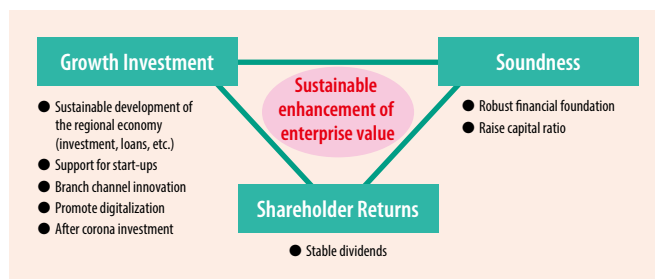 Growth Investment
● Sustainable development of
the regional economy
(investment, loans, etc.)
● Support for start-ups
● Branch channel innovation
● Promote digitalization
● After corona investment
Sustainable
enhancement of
enterprise value
Soundness
● Robust financial foundation
● Raise capital ratio
Shareholder Returns
● Stable dividends